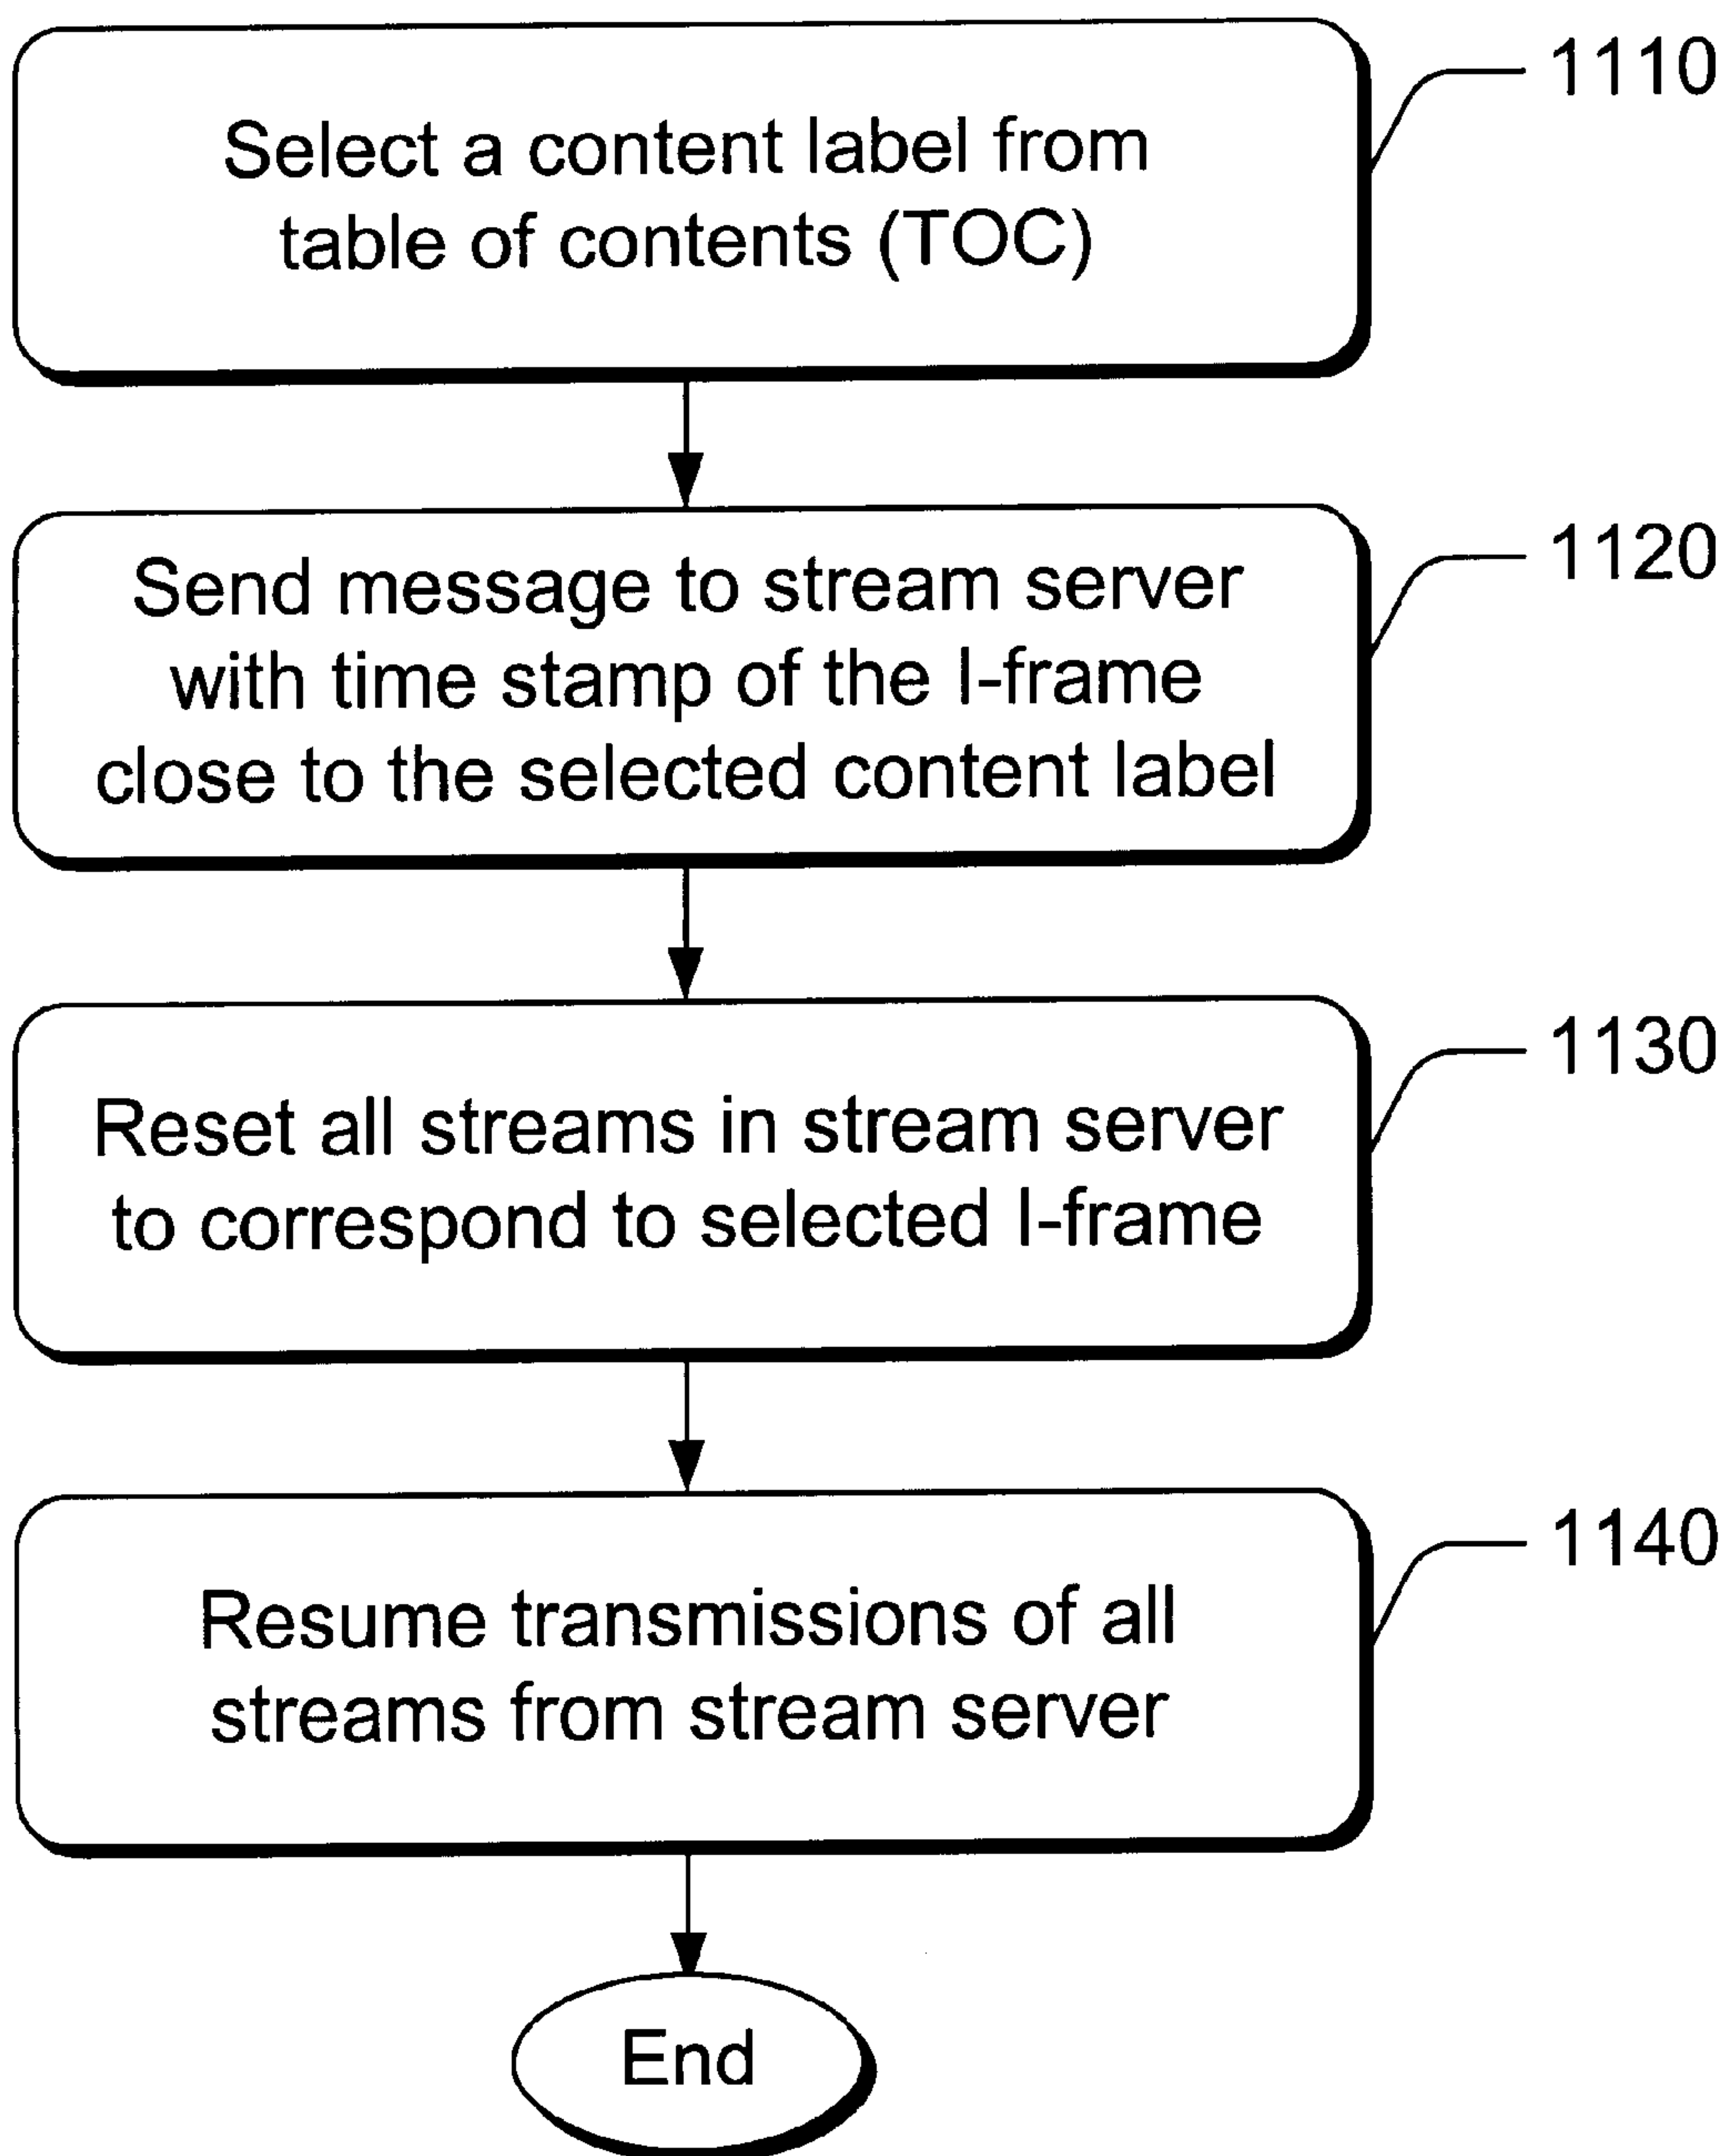 1110
Select a content label from
table of contents (TOC)
1120
Send message to stream server
with time stamp of the I-frame
close to the selected content label
1130
Reset all streams in stream server
to correspond to selected I-frame
1140
Resume transmissions of all
streams from stream server
End